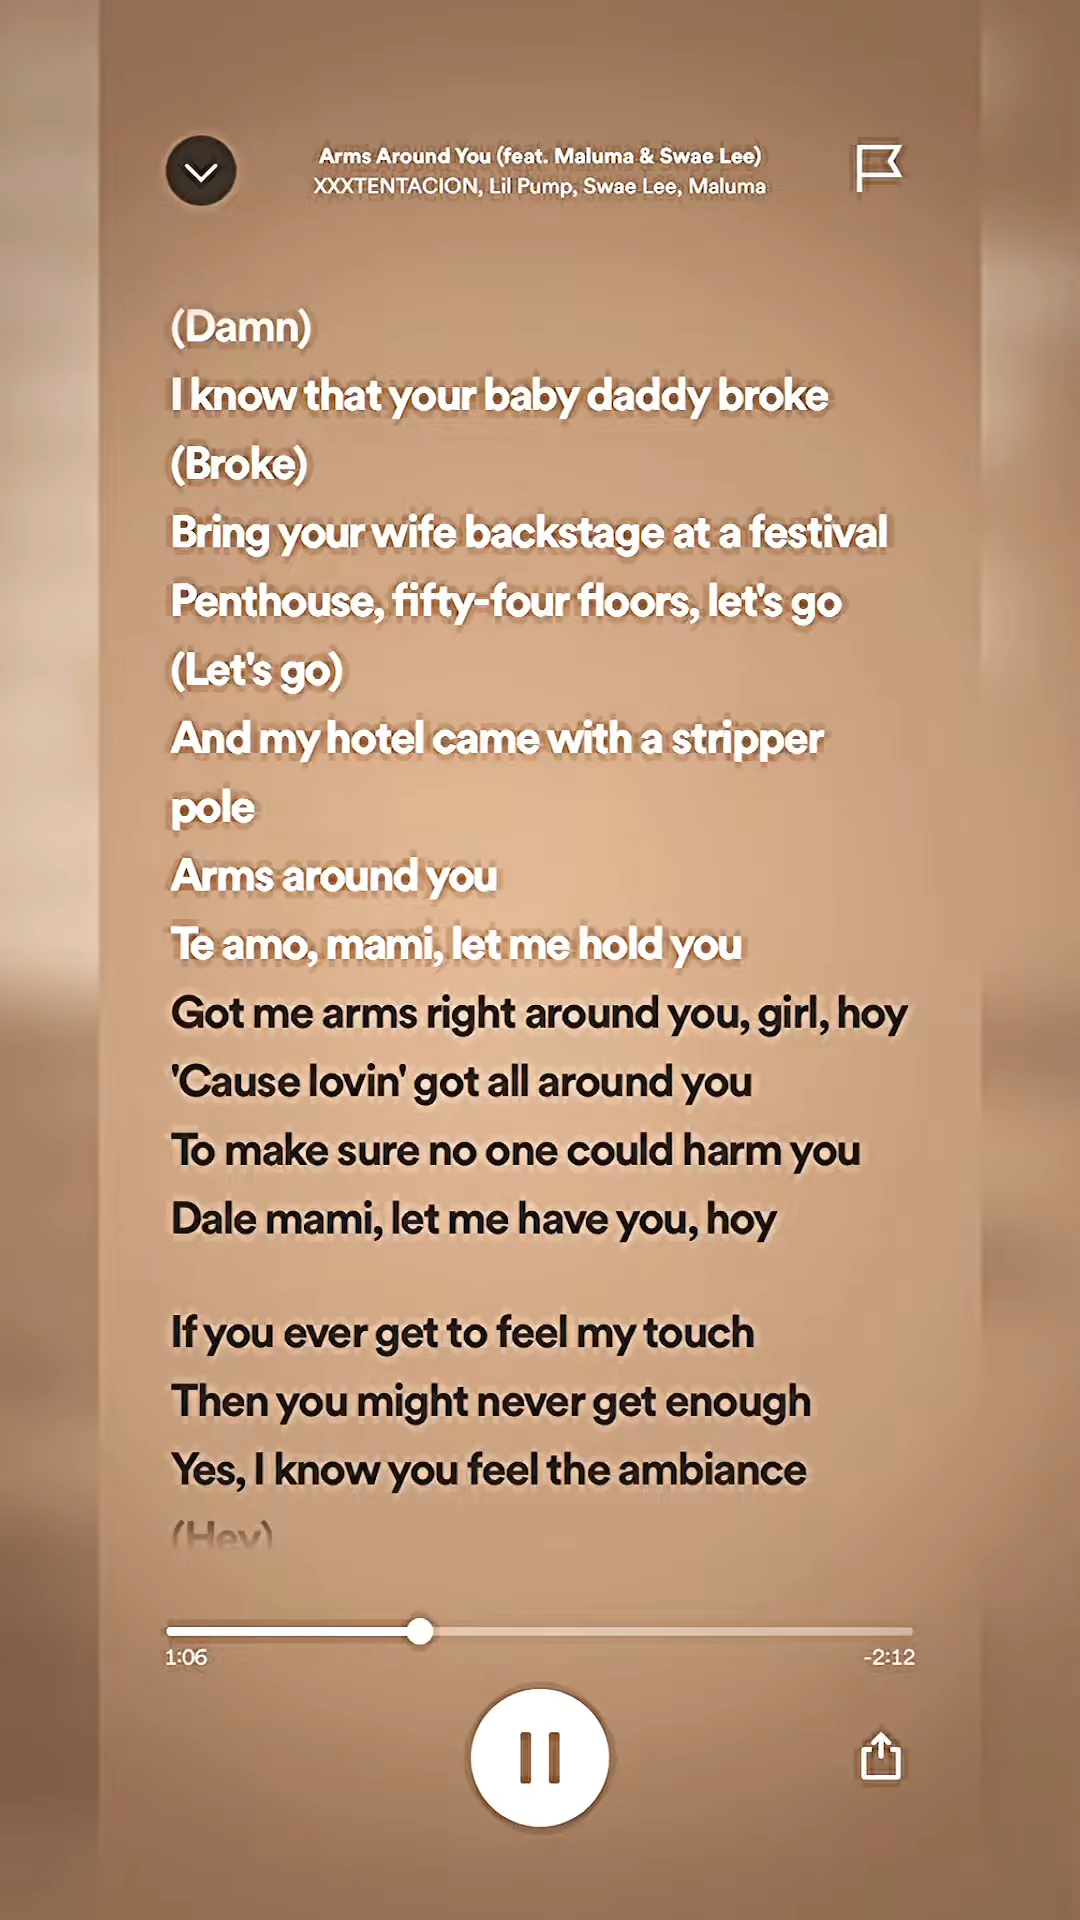 Arms Around You (feat. Maluma & Swae Lee)
XXXTENTACION, Lil Pump, Swae Lee, Maluma
(Damn)
I know that your baby daddy broke
(Broke)
Bring your wife backstage at a festival
Penthouse, fifty-four floors, let's go
(Let's go)
And my hotel came with a stripper
pole
Arms around you
Te amo, mami, let me hold you
Got me arms right around you, girl, hoy
'Cause lovin' got all around you
To make sure no one could harm you
Dale mami, let me have you, hoy
If you ever get to feel my touch
Then you might never get enough
Yes, I know you feel the ambiance
(Hey)
1:06
-2:12